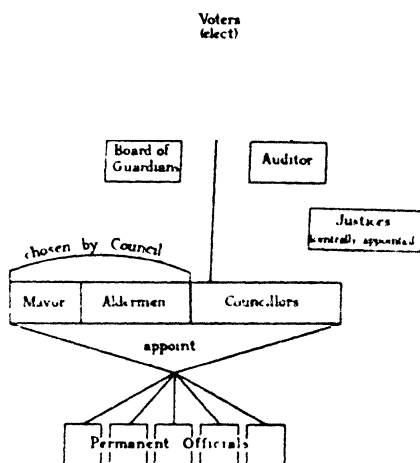 Voters
(elect)
Board of
Guardians
Auditor
Justices
(centrally appointed
chosen by Council
Mayor
Aldermen
Councillors
appoint
Permanent Officials